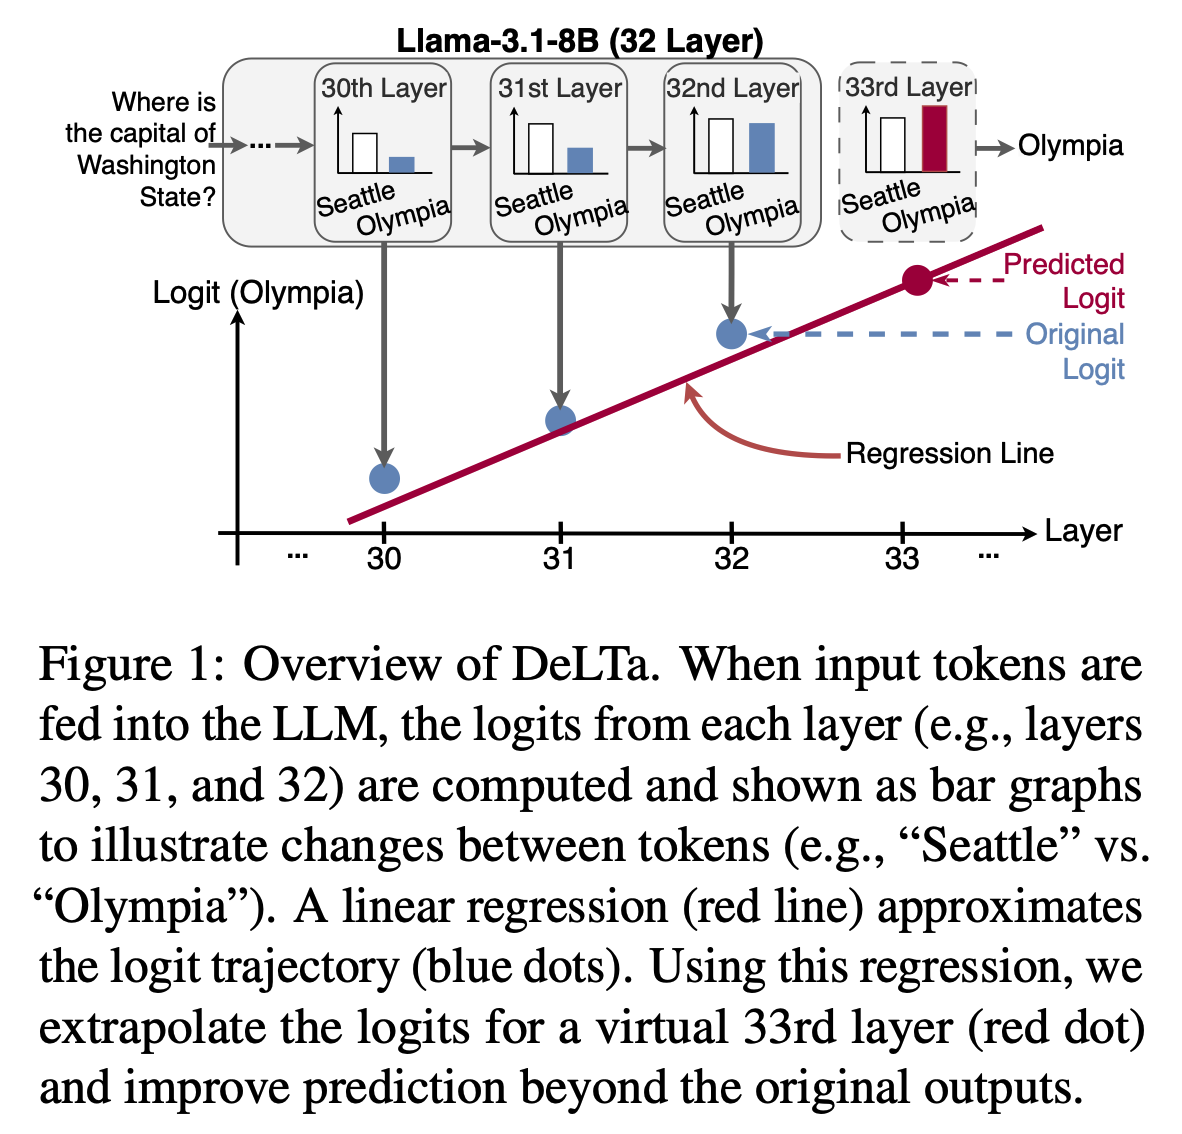 Llama-3.1-8B (32 Layer)
Where is
the capital of
Washington
State?
...
30th Layer
Seattle
Olympia
31st Layer
Seattle
Olympia
32nd Layer
Seattle
Olympia
33rd Layer
Seattle
Olympia
Olympia
Logit (Olympia)
Predicted
Logit
Original
Logit
Regression Line
Layer
... 30 31 32 33 ...
Figure 1: Overview of DeLTa. When input tokens are
fed into the LLM, the logits from each layer (e.g., layers
30, 31, and 32) are computed and shown as bar graphs
to illustrate changes between tokens (e.g., “Seattle” vs.
“Olympia”). A linear regression (red line) approximates
the logit trajectory (blue dots). Using this regression, we
extrapolate the logits for a virtual 33rd layer (red dot)
and improve prediction beyond the original outputs.